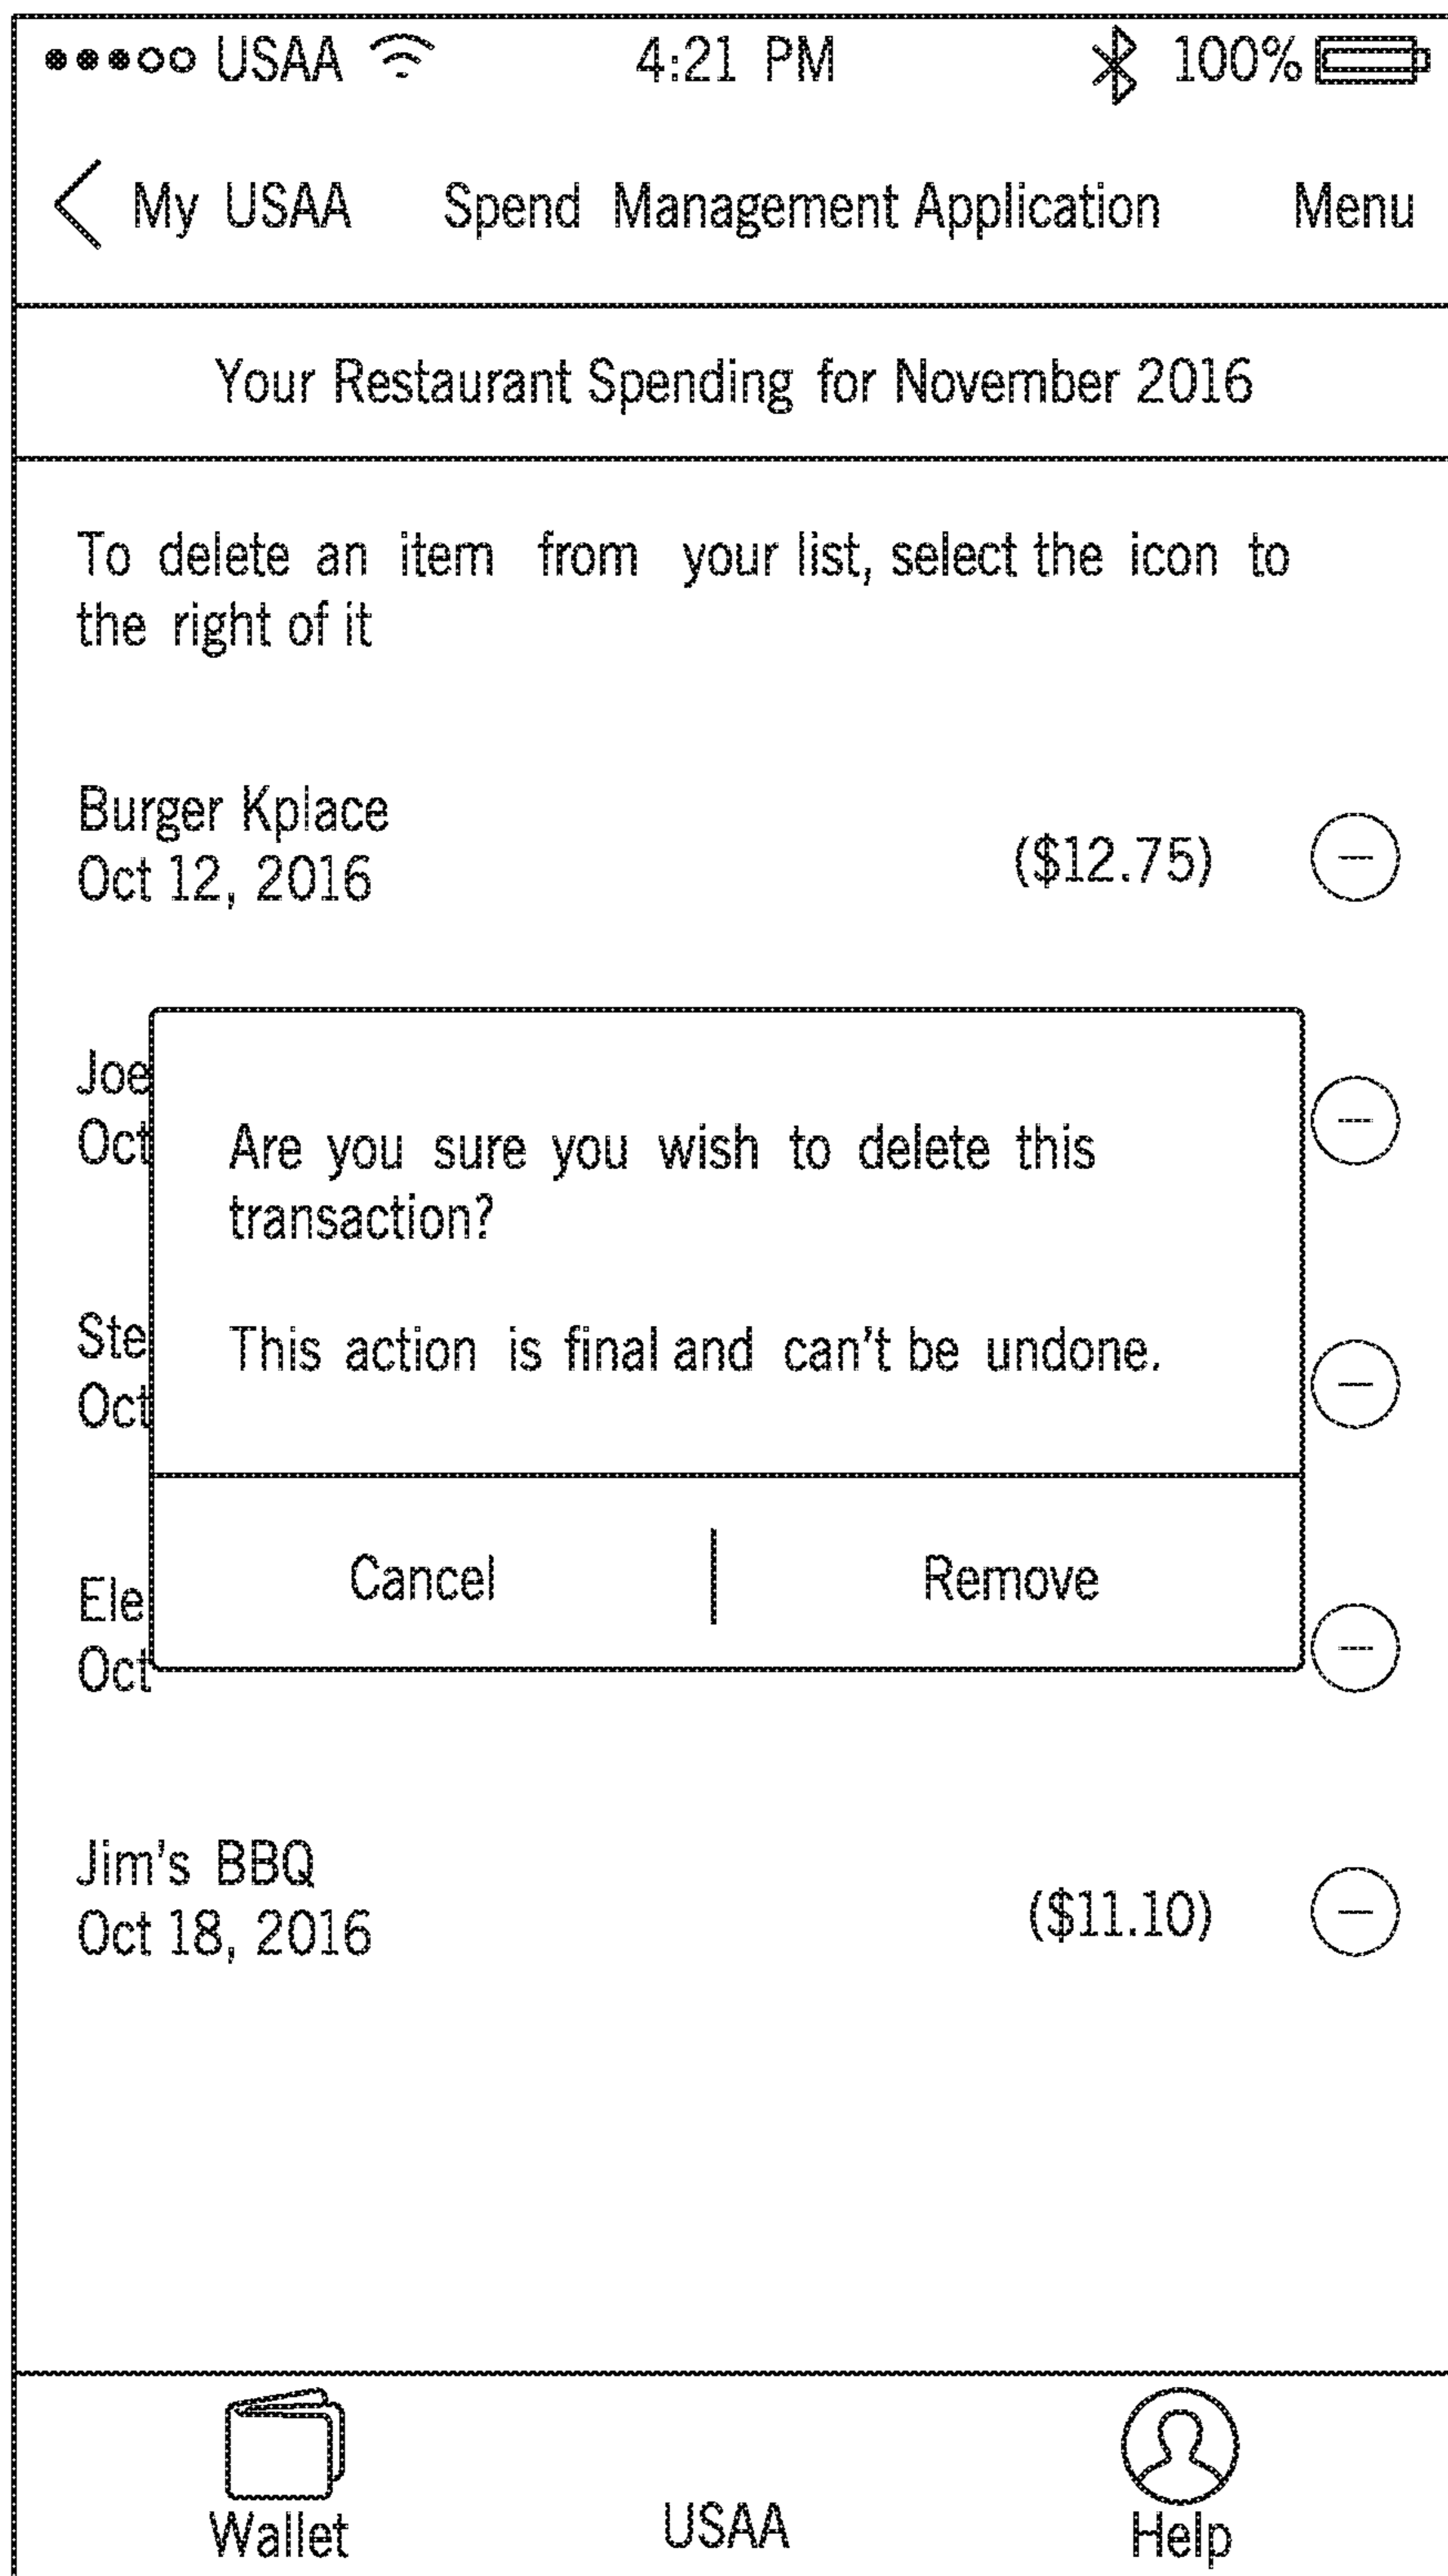 USAA 4:21 PM 100%
My USAA Spend Management Application Menu
Your Restaurant Spending for November 2016
To delete an item from your list, select the icon to
the right of it
Burger Kplace
Oct 12, 2016
($12.75)
Joe
Oct
Are you sure you wish to delete this
transaction?
Ste
Oct
This action is final and can't be undone.
Cancel | Remove
Ele
Oct
Jim's BBQ
Oct 18, 2016
($11.10)
Wallet USAA Help